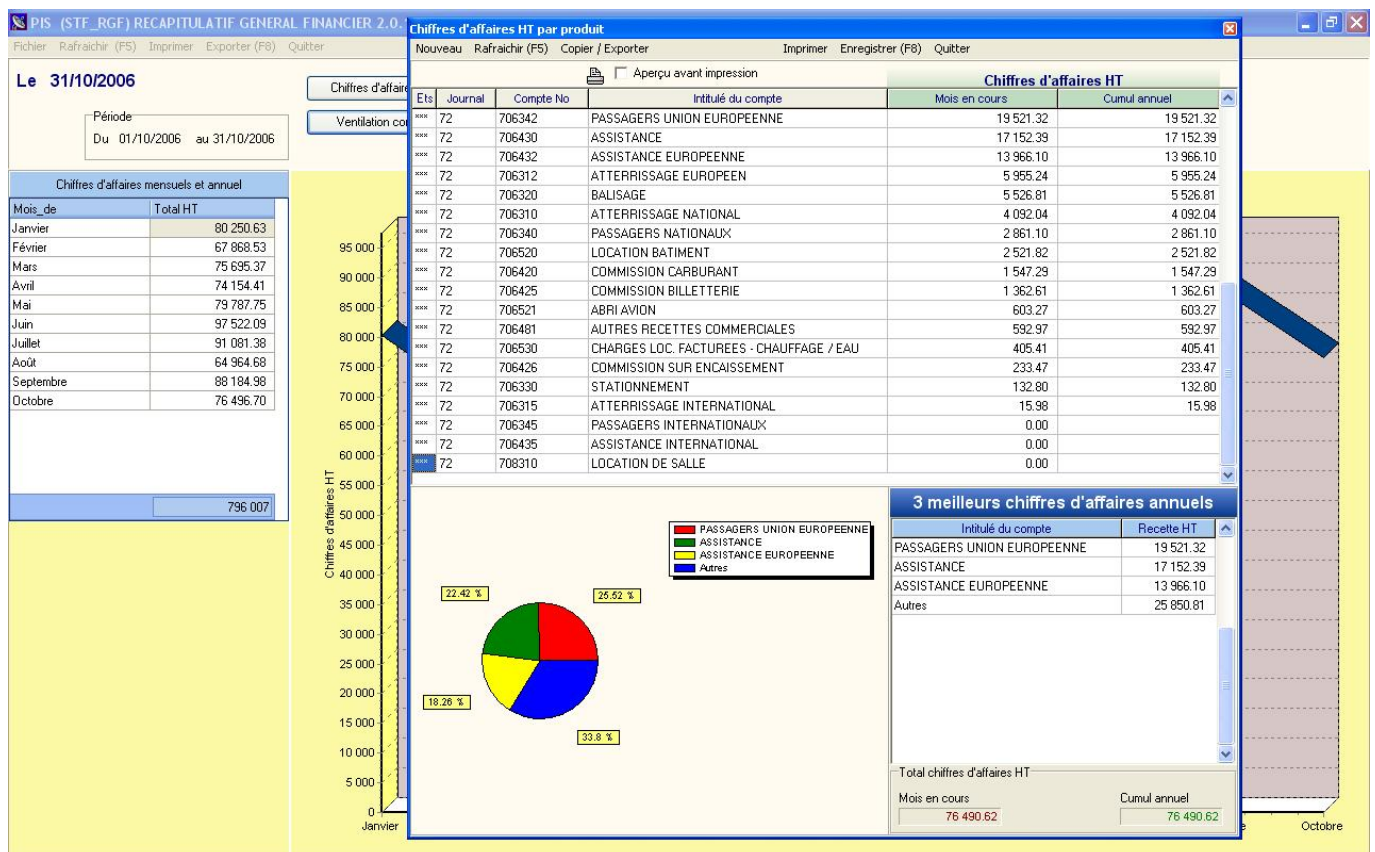 PIS (STF_RGF) RECAPITULATIF GENERAL FINANCIER 2.0.
Fichier Rafraichir (F5) Imprimer Exporter (F8) Quitter
Le 31/10/2006
Période
Du 01/10/2006 au 31/10/2006
Chiffres d'affaire
Ventilation co
Chiffres d'affaires mensuels et annuel
Mois_de Total HT
Janvier 80 250.63
Février 67 868.53
Mars 75 695.37
Avril 74 154.41
Mai 79 787.75
Juin 97 522.09
Juillet 91 081.38
Août 64 964.68
Septembre 88 184.98
Octobre 76 496.70
796 007
Chiffres d'affaires HT
95 000
90 000
85 000
80 000
75 000
70 000
65 000
60 000
55 000
50 000
45 000
40 000
35 000
30 000
25 000
20 000
15 000
10 000
5 000
0
Janvier
Octobre
Chiffres d'affaires HT par produit
Nouveau Rafraichir (F5) Copier / Exporter Imprimer Enregistrer (F8) Quitter
Aperçu avant impression
Chiffres d'affaires HT
Ets Journal Compte No Intitulé du compte Mois en cours Cumul annuel
*** 72 706342 PASSAGERS UNION EUROPEENNE 19 521.32 19 521.32
*** 72 706430 ASSISTANCE 17 152.39 17 152.39
*** 72 706432 ASSISTANCE EUROPEENNE 13 966.10 13 966.10
*** 72 706312 ATTERRISSAGE EUROPEEN 5 955.24 5 955.24
*** 72 706320 BALISAGE 5 526.81 5 526.81
*** 72 706310 ATTERRISSAGE NATIONAL 4 092.04 4 092.04
*** 72 706340 PASSAGERS NATIONAUX 2 861.10 2 861.10
*** 72 706520 LOCATION BATIMENT 2 521.82 2 521.82
*** 72 706420 COMMISSION CARBURANT 1 547.29 1 547.29
*** 72 706425 COMMISSION BILLETTERIE 1 362.61 1 362.61
*** 72 706521 ABRI AVION 603.27 603.27
*** 72 706481 AUTRES RECETTES COMMERCIALES 592.97 592.97
*** 72 706530 CHARGES LOC. FACTUREES - CHAUFFAGE / EAU 405.41 405.41
*** 72 706426 COMMISSION SUR ENCAISSEMENT 233.47 233.47
*** 72 706330 STATIONNEMENT 132.80 132.80
*** 72 706315 ATTERRISSAGE INTERNATIONAL 15.98 15.98
*** 72 706345 PASSAGERS INTERNATIONAUX 0.00
*** 72 706435 ASSISTANCE INTERNATIONAL 0.00
*** 72 708310 LOCATION DE SALLE 0.00
PASSAGERS UNION EUROPEENNE
ASSISTANCE
ASSISTANCE EUROPEENNE
Autres
22.42 %
25.52 %
18.26 %
33.8 %
3 meilleurs chiffres d'affaires annuels
Intitulé du compte Recette HT
PASSAGERS UNION EUROPEENNE 19 521.32
ASSISTANCE 17 152.39
ASSISTANCE EUROPEENNE 13 966.10
Autres 25 850.81
Total chiffres d'affaires HT
Mois en cours Cumul annuel
76 490.62 76 490.62